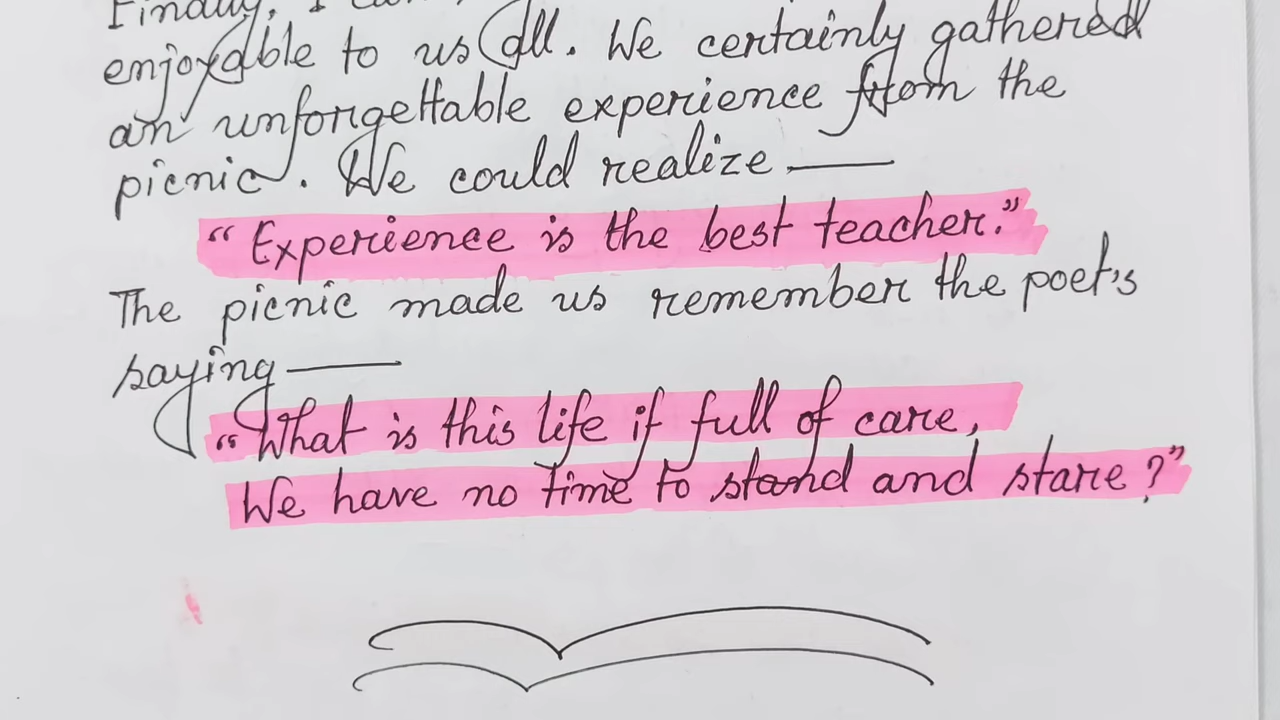 Finally, I can,
enjoyable to us all. We certainly gathered
an unforgettable experience from the
picnic. We could realize —
"Experience is the best teacher."
The picnic made us remember the poet's
saying —
"What is this life if full of care,
We have no time to stand and stare ?"